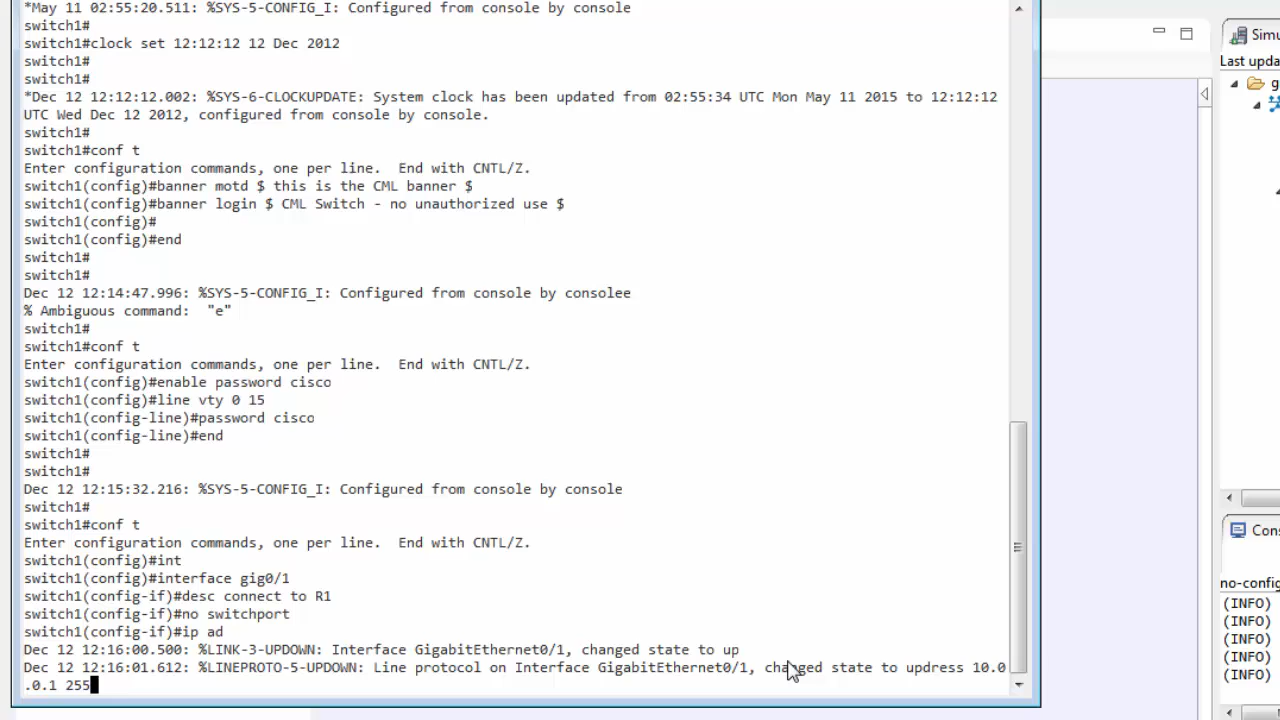 *May 11 02:55:20.511: %SYS-5-CONFIG_I: Configured from console by console
switch1#
switch1#clock set 12:12:12 12 Dec 2012
switch1#
switch1#
*Dec 12 12:12:12.002: %SYS-6-CLOCKUPDATE: System clock has been updated from 02:55:34 UTC Mon May 11 2015 to 12:12:12
UTC Wed Dec 12 2012, configured from console by console.
switch1#
switch1#conf t
Enter configuration commands, one per line.  End with CNTL/Z.
switch1(config)#banner motd $ this is the CML banner $
switch1(config)#banner login $ CML Switch - no unauthorized use $
switch1(config)#
switch1(config)#end
switch1#
switch1#
Dec 12 12:14:47.996: %SYS-5-CONFIG_I: Configured from console by consolee
% Ambiguous command:  "e"
switch1#
switch1#conf t
Enter configuration commands, one per line.  End with CNTL/Z.
switch1(config)#enable password cisco
switch1(config)#line vty 0 15
switch1(config-line)#password cisco
switch1(config-line)#end
switch1#
switch1#
Dec 12 12:15:32.216: %SYS-5-CONFIG_I: Configured from console by console
switch1#
switch1#conf t
Enter configuration commands, one per line.  End with CNTL/Z.
switch1(config)#int
switch1(config)#interface gig0/1
switch1(config-if)#desc connect to R1
switch1(config-if)#no switchport
switch1(config-if)#ip ad
Dec 12 12:16:00.500: %LINK-3-UPDOWN: Interface GigabitEthernet0/1, changed state to up
Dec 12 12:16:01.612: %LINEPROTO-5-UPDOWN: Line protocol on Interface GigabitEthernet0/1, changed state to updress 10.0
.0.1 255
Simu
Last upda
g
Cons
no-config
(INFO)
(INFO)
(INFO)
(INFO)
(INFO)